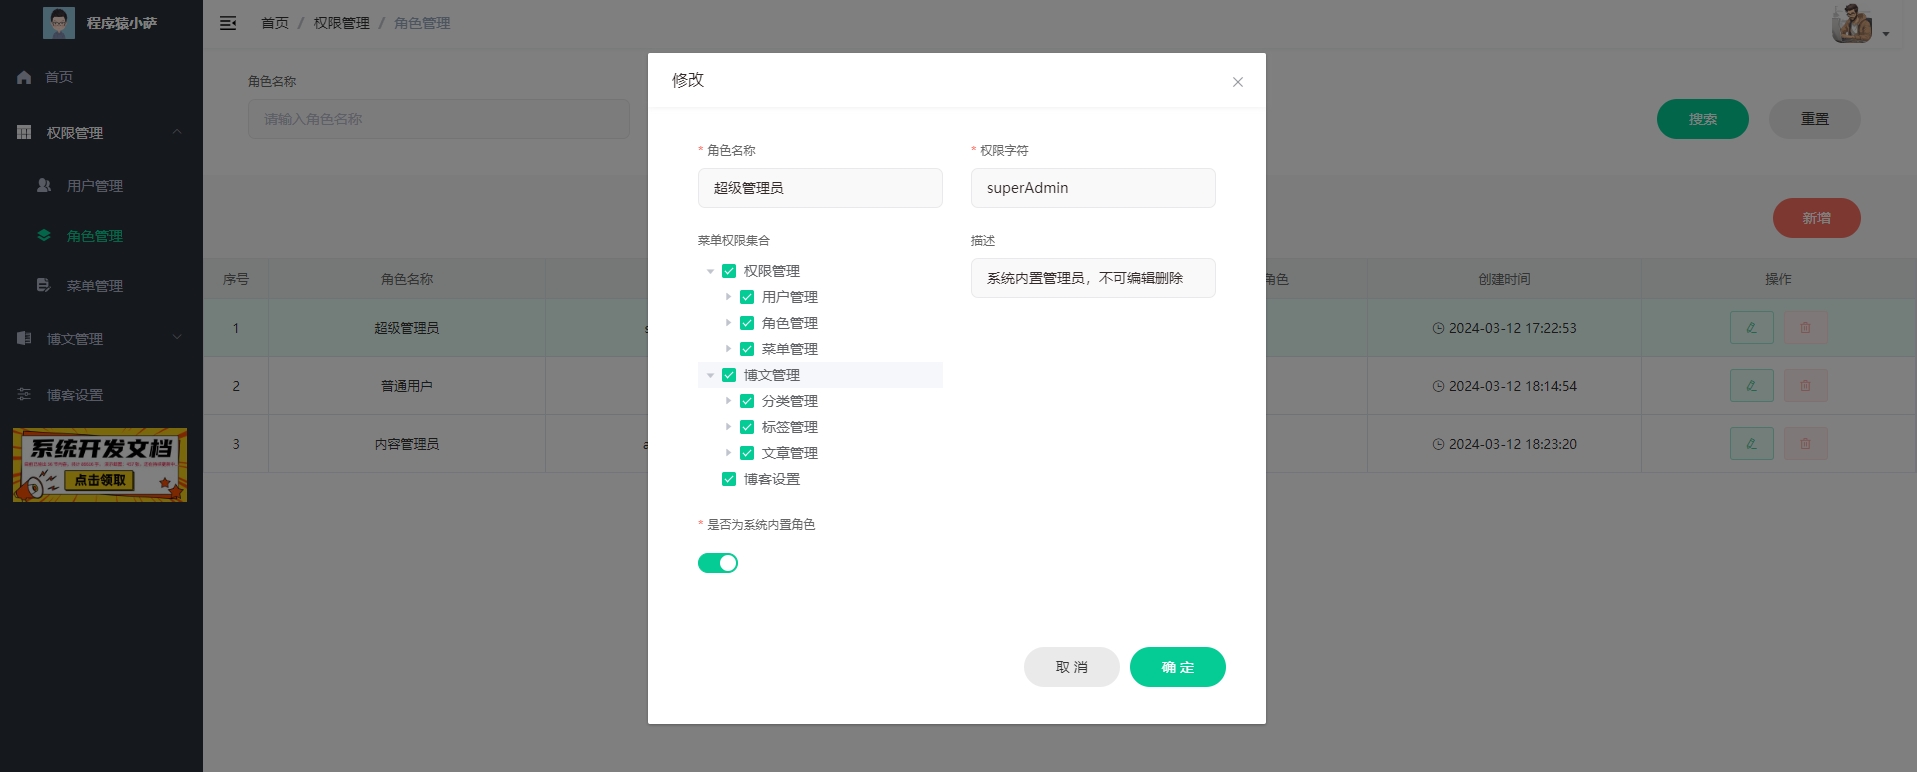 程序猿小萨
首页 / 权限管理 / 角色管理
首页
权限管理
用户管理
角色管理
菜单管理
博文管理
博客设置
系统开发文档
点击领取
角色名称
请输入角色名称
搜索
重置
新增
序号 角色名称 角色 创建时间 操作
1 超级管理员 s 2024-03-12 17:22:53
2 普通用户 2024-03-12 18:14:54
3 内容管理员 a 2024-03-12 18:23:20
修改
* 角色名称
超级管理员
* 权限字符
superAdmin
菜单权限集合
权限管理
用户管理
角色管理
菜单管理
博文管理
分类管理
标签管理
文章管理
博客设置
描述
系统内置管理员，不可编辑删除
* 是否为系统内置角色
取 消
确 定